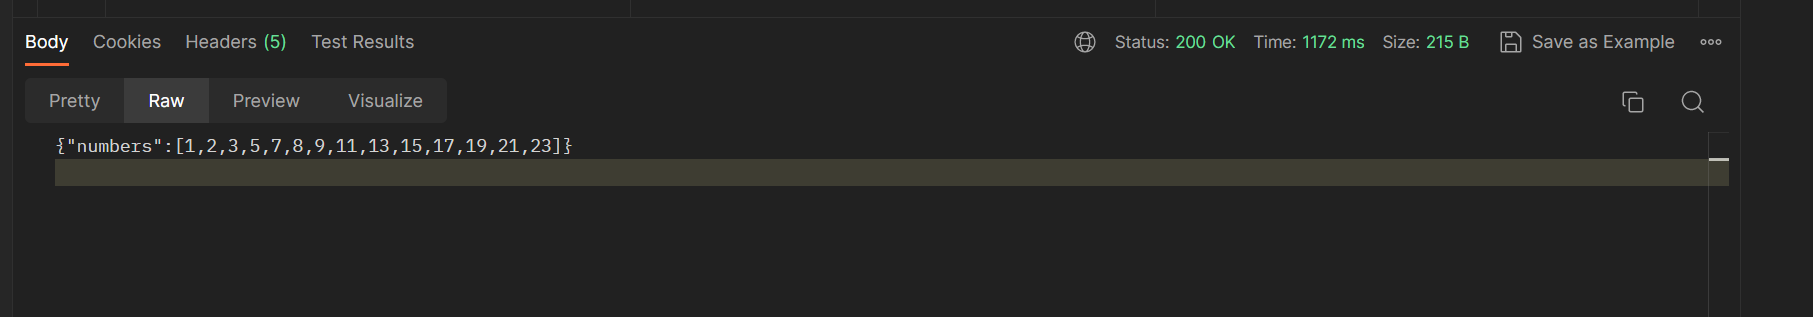 Body Cookies Headers (5) Test Results Status: 200 OK Time: 1172 ms Size: 215 B Save as Example
Pretty Raw Preview Visualize
{"numbers":[1,2,3,5,7,8,9,11,13,15,17,19,21,23]}